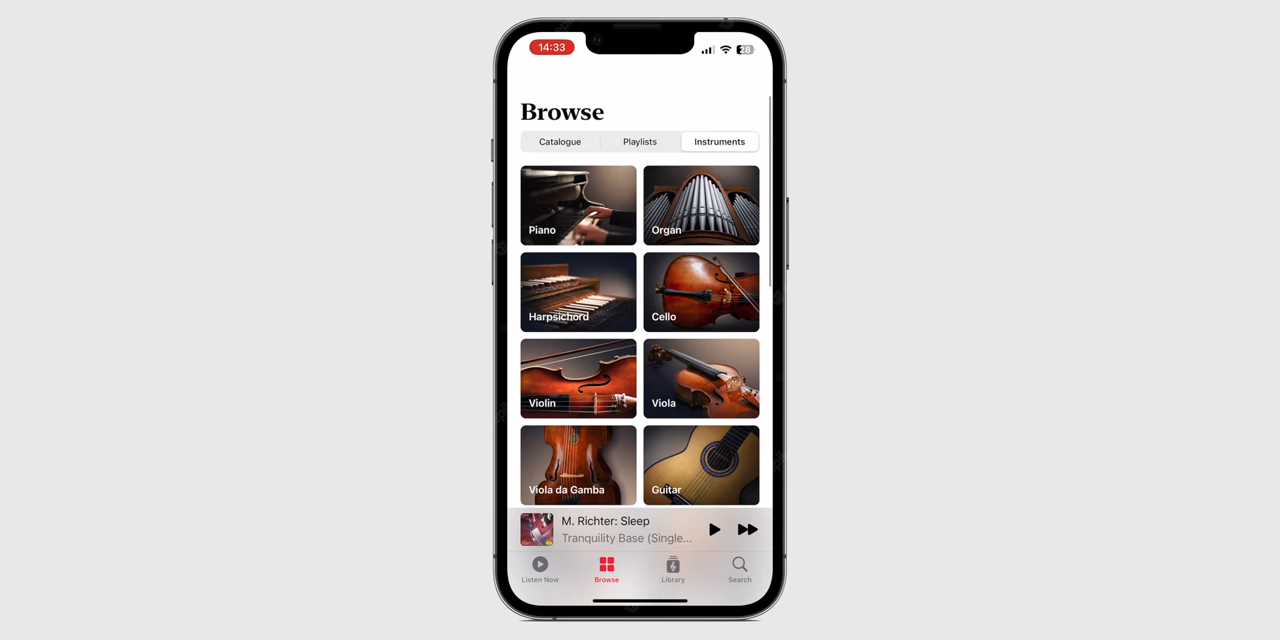 14:33
28
Browse
Catalogue
Playlists
Instruments
Piano
Organ
Harpsichord
Cello
Violin
Viola
Viola da Gamba
Guitar
M. Richter: Sleep
Tranquility Base (Single...
Listen Now
Browse
Library
Search